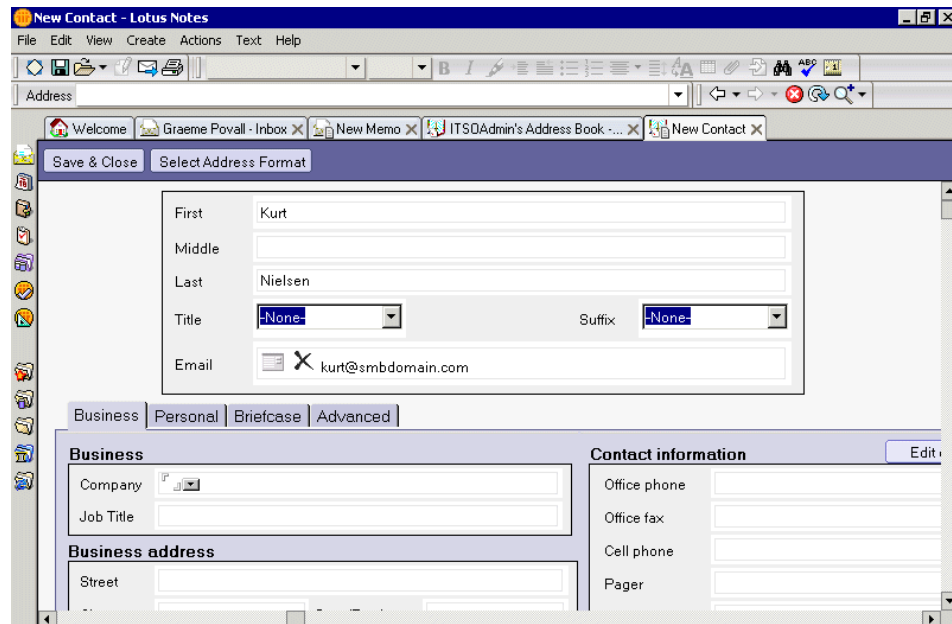 New Contact - Lotus Notes
File Edit View Create Actions Text Help
Address
Welcome Graeme Povall - Inbox New Memo ITSOAdmin's Address Book -... New Contact
Save & Close Select Address Format
First Kurt
Middle
Last Nielsen
Title -None- Suffix -None-
Email kurt@smbdomain.com
Business Personal Briefcase Advanced
Business
Company
Job Title
Business address
Street
Contact information Edit
Office phone
Office fax
Cell phone
Pager